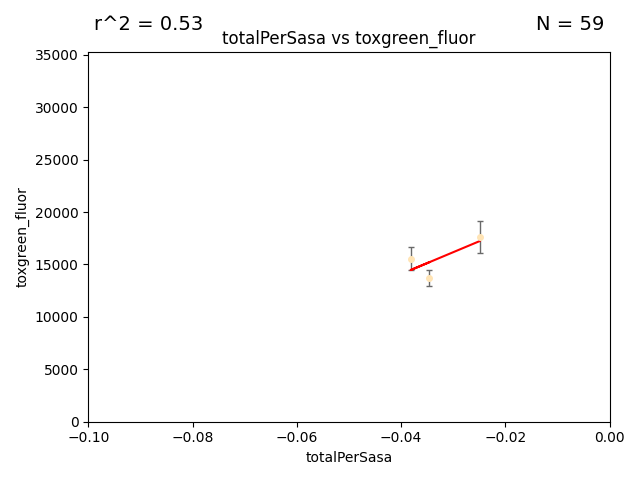 r^2 = 0.53
N = 59
totalPerSasa vs toxgreen_fluor
35000
30000
25000
20000
15000
10000
5000
0
toxgreen_fluor
−0.10 −0.08 −0.06 −0.04 −0.02 0.00
totalPerSasa